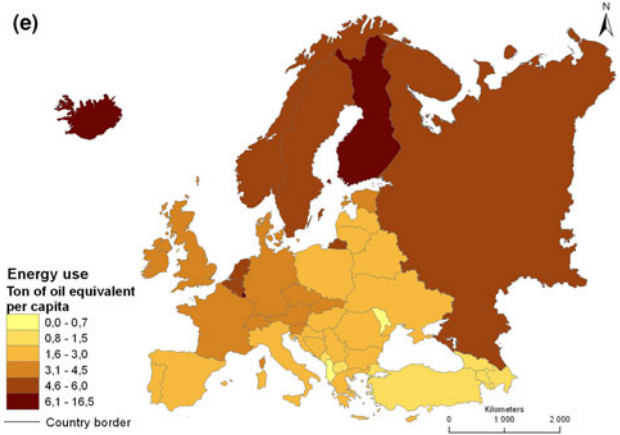 (e)
N
Energy use
Ton of oil equivalent
per capita
0,0 - 0,7
0,8 - 1,5
1,6 - 3,0
3,1 - 4,5
4,6 - 6,0
6,1 - 16,5
Country border
Kilometers
0 1 000 2 000